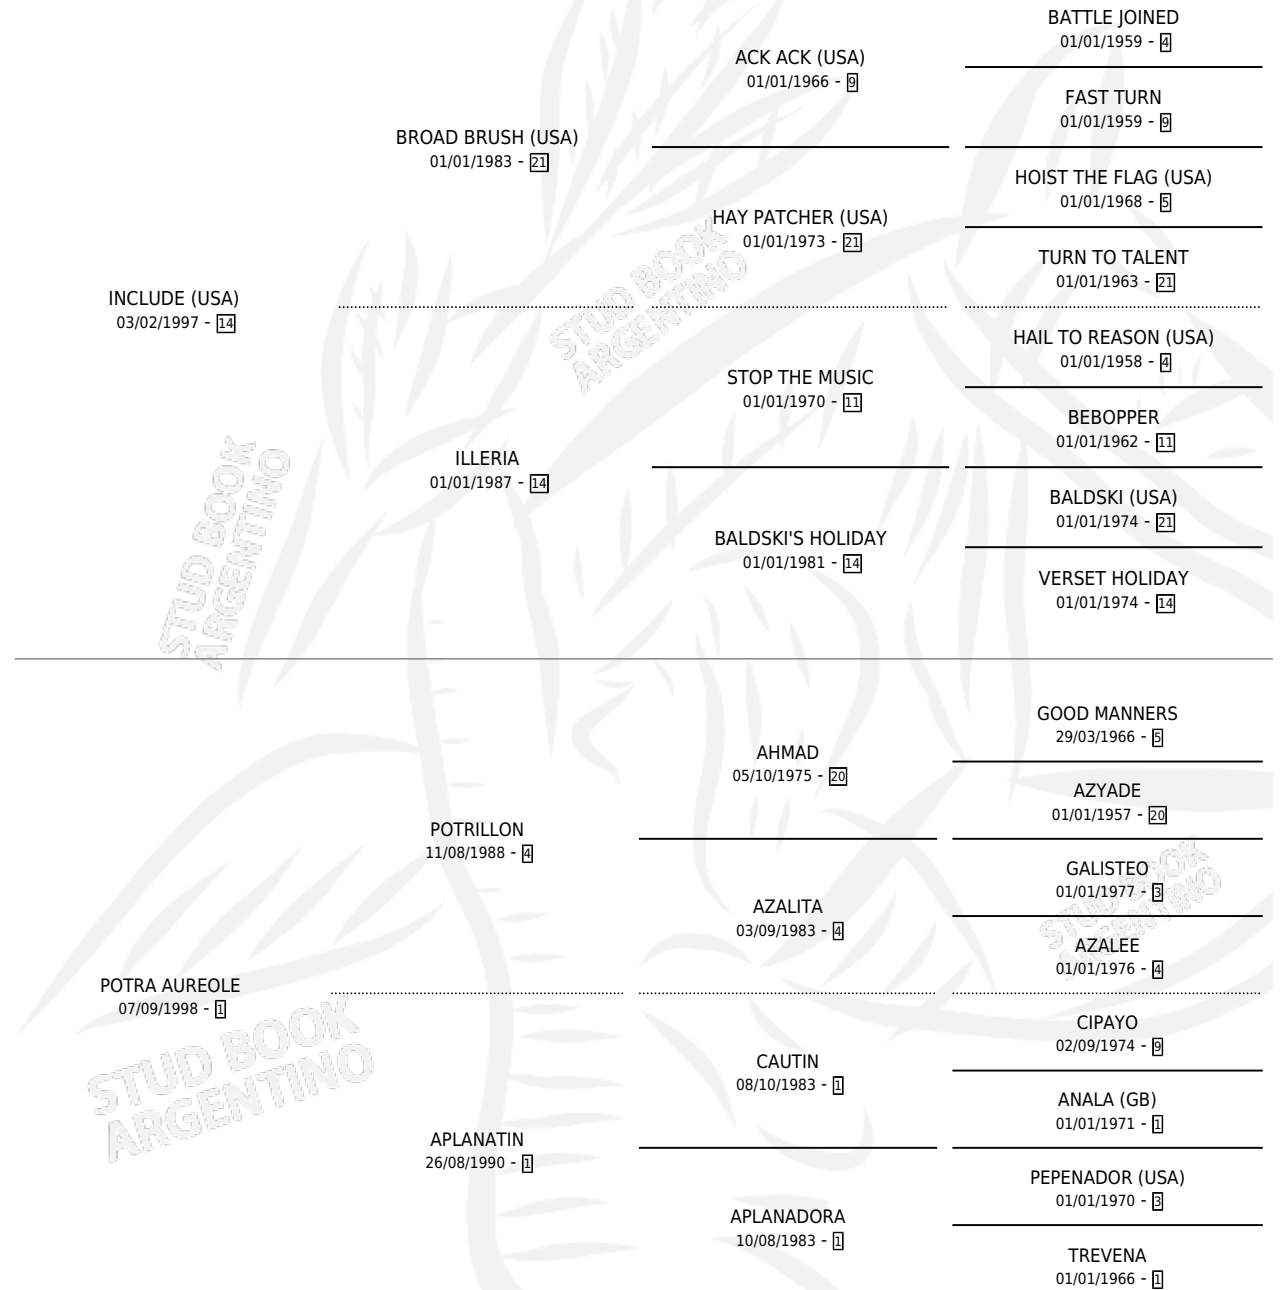 BATTLE JOINED
01/01/1959 - 4
ACK ACK (USA)
01/01/1966 - 9
FAST TURN
01/01/1959 - 9
BROAD BRUSH (USA)
01/01/1983 - 21
HOIST THE FLAG (USA)
01/01/1968 - 5
HAY PATCHER (USA)
01/01/1973 - 21
TURN TO TALENT
01/01/1963 - 21
INCLUDE (USA)
03/02/1997 - 14
HAIL TO REASON (USA)
01/01/1958 - 4
STOP THE MUSIC
01/01/1970 - 11
BEBOPPER
01/01/1962 - 11
ILLERIA
01/01/1987 - 14
BALDSKI (USA)
01/01/1974 - 21
BALDSKI'S HOLIDAY
01/01/1981 - 14
VERSET HOLIDAY
01/01/1974 - 14
STUD BOOK
ARGENTINO
STUD BOOK
ARGENTINO
GOOD MANNERS
29/03/1966 - 5
AHMAD
05/10/1975 - 20
AZYADE
01/01/1957 - 20
POTRILLON
11/08/1988 - 4
GALISTEO
01/01/1977 - 3
AZALITA
03/09/1983 - 4
AZALEE
01/01/1976 - 4
POTRA AUREOLE
07/09/1998 - 1
CIPAYO
02/09/1974 - 9
CAUTIN
08/10/1983 - 1
ANALA (GB)
01/01/1971 - 1
APLANATIN
26/08/1990 - 1
PEPENADOR (USA)
01/01/1970 - 3
APLANADORA
10/08/1983 - 1
TREVENA
01/01/1966 - 1
STUD BOOK
ARGENTINO
STUD BOOK
ARGENTINO